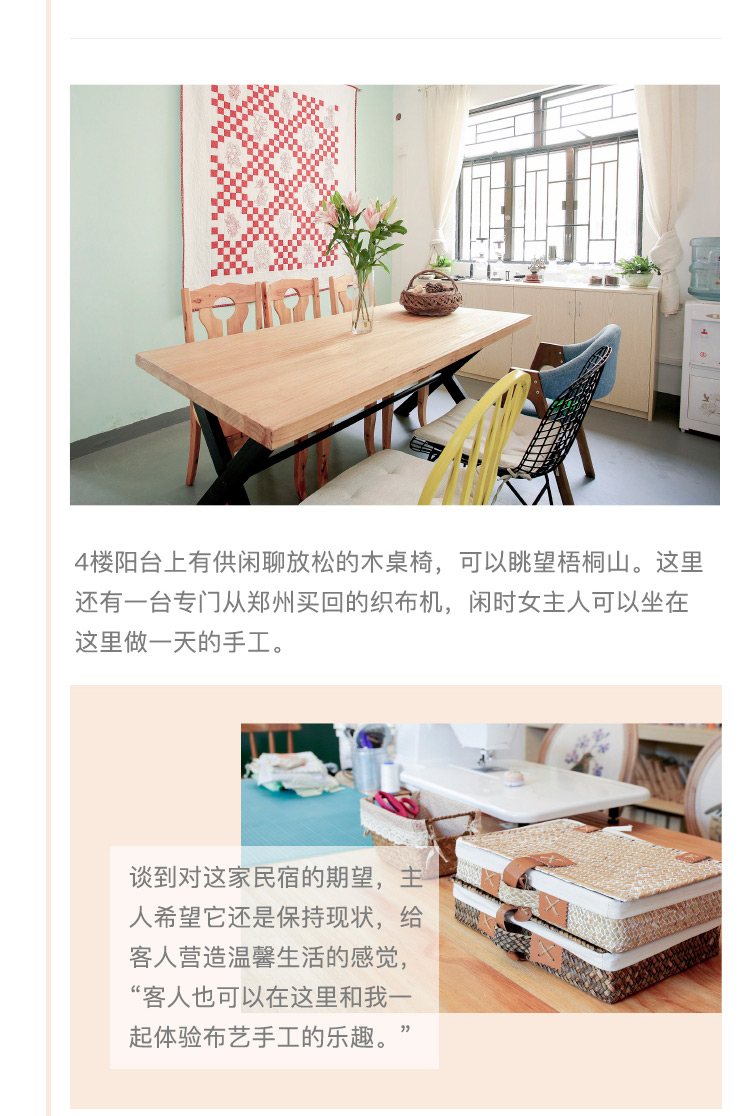 4楼阳台上有供闲聊放松的木桌椅，可以眺望梧桐山。这里
还有一台专门从郑州买回的织布机，闲时女主人可以坐在
这里做一天的手工。
谈到对这家民宿的期望，主
人希望它还是保持现状，给
客人营造温馨生活的感觉，
“客人也可以在这里和我一
起体验布艺手工的乐趣。”